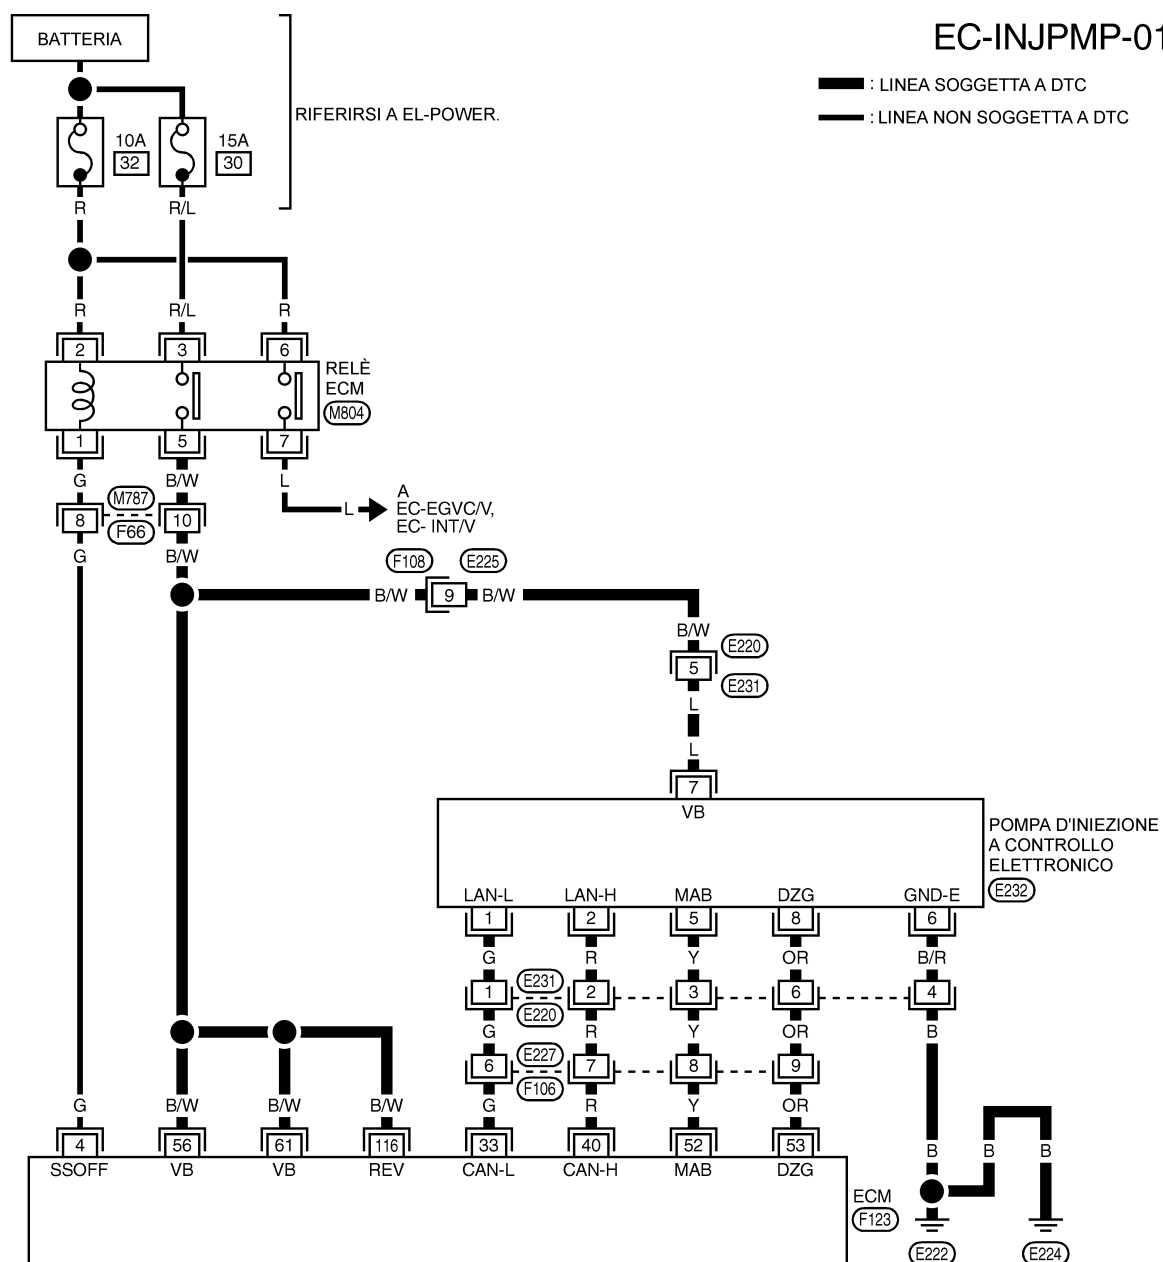 EC-INJPMP-01
BATTERIA
: LINEA SOGGETTA A DTC
: LINEA NON SOGGETTA A DTC
RIFERIRSI A EL-POWER.
10A 15A
32 30
R R/L
R R/L R
2 3 6
RELÈ
ECM
M804
1 5 7
G B/W L
M787
8 10
F66
L
A
EC-EGVC/V,
EC- INT/V
G B/W
F108 E225
B/W 9 B/W
B/W
E220
5
E231
L
L
7
VB
POMPA D'INIEZIONE
A CONTROLLO
ELETTRONICO
E232
LAN-L LAN-H MAB DZG GND-E
1 2 5 8 6
G R Y OR B/R
E231
1 2 3 6 4
E220
G R Y OR B
E227
6 7 8 9
F106
G B/W B/W B/W G R Y OR
4 56 61 116 33 40 52 53
B B B
SSOFF VB VB REV CAN-L CAN-H MAB DZG
ECM
F123
E222 E224